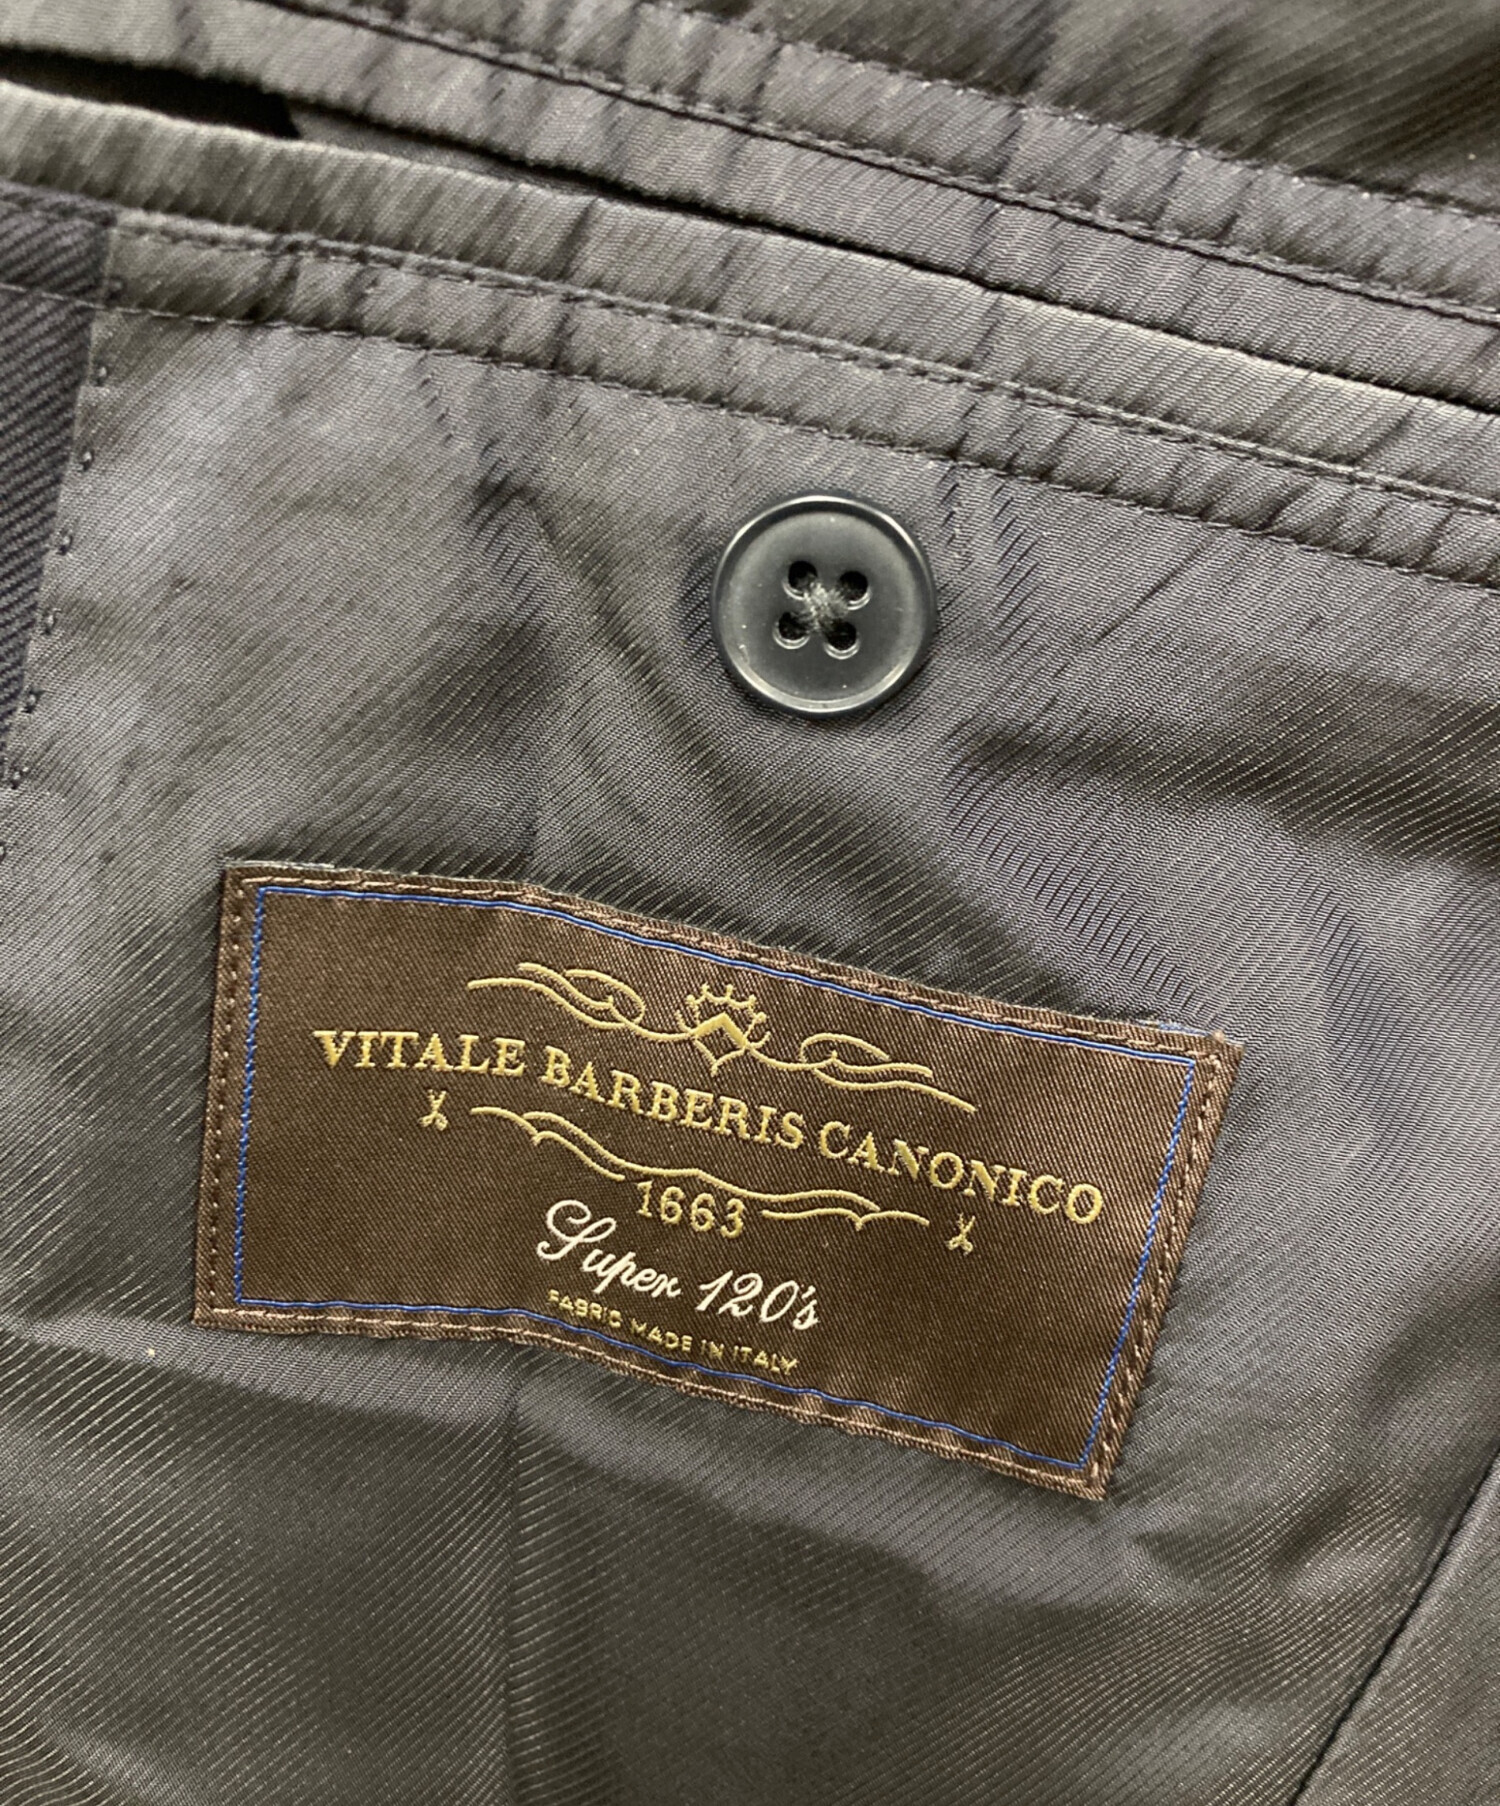 VITALE BARBERIS CANONICO
1663
Super 120's
FABRIC MADE IN ITALY